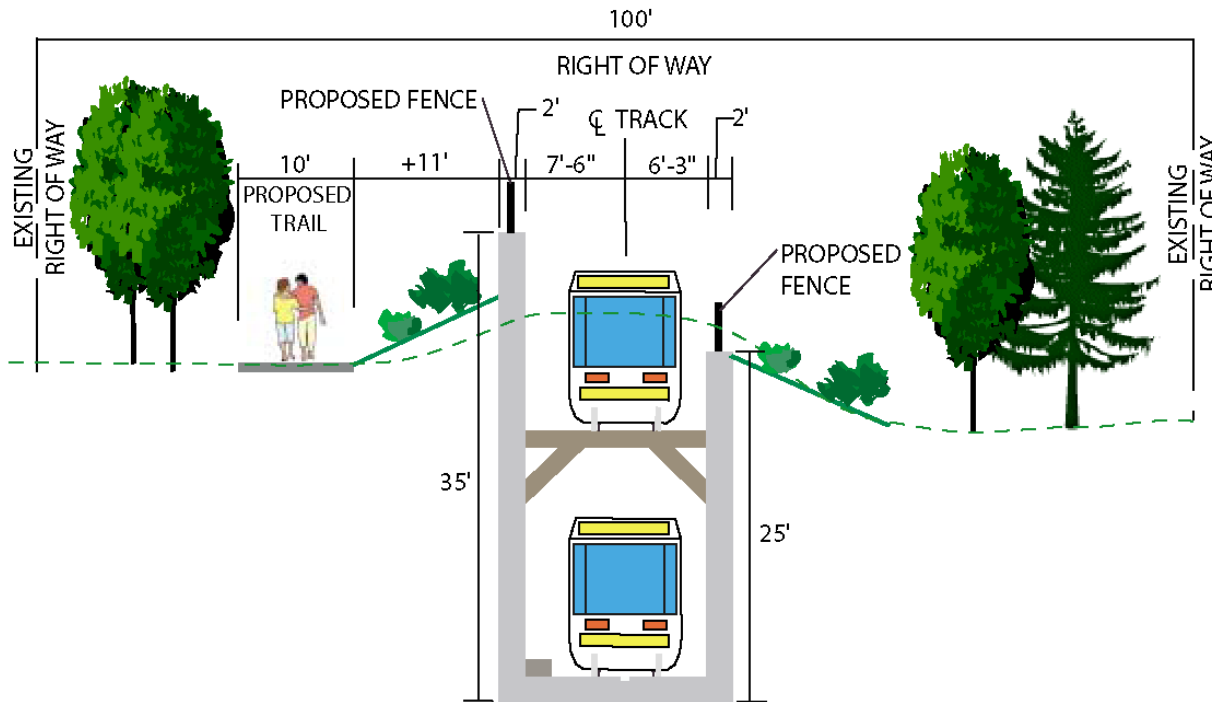 100'
RIGHT OF WAY
PROPOSED FENCE
2'
℄ TRACK
2'
10'
+11'
7'-6"
6'-3"
PROPOSED
TRAIL
EXISTING
RIGHT OF WAY
PROPOSED
FENCE
EXISTING
RIGHT OF WAY
35'
25'